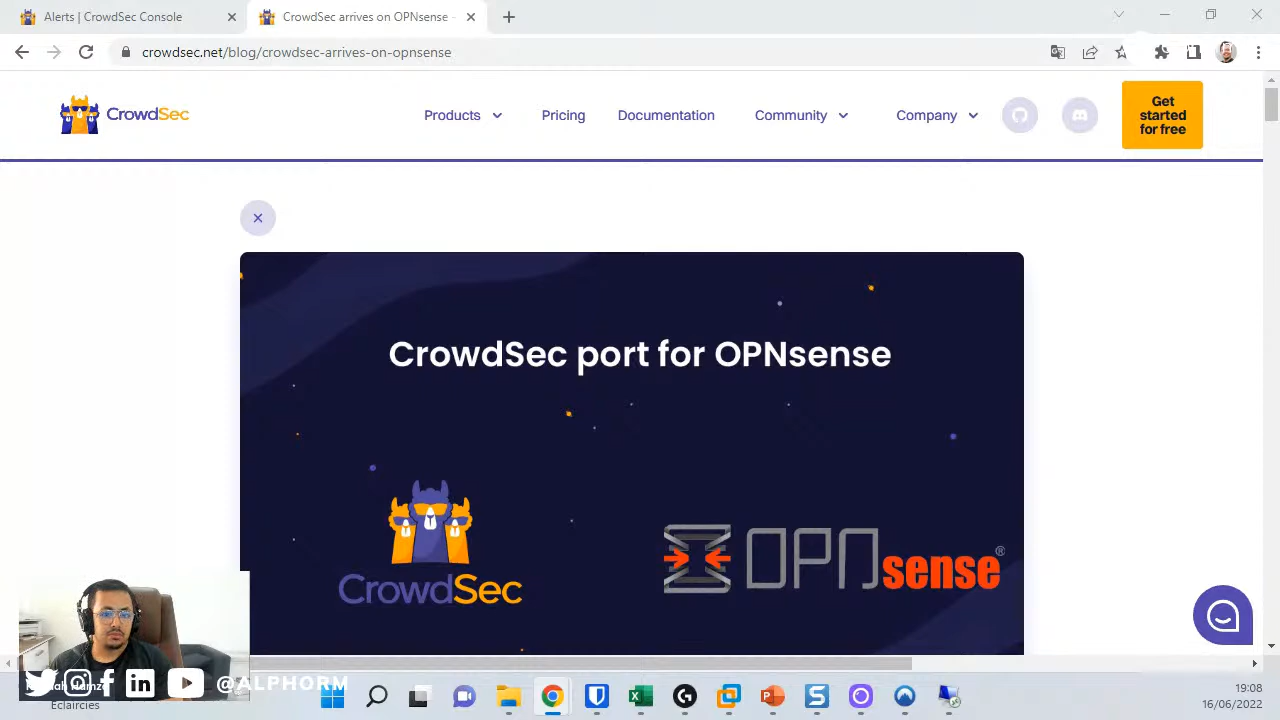 Alerts | CrowdSec Console
CrowdSec arrives on OPNsense -
crowdsec.net/blog/crowdsec-arrives-on-opnsense
CrowdSec
Products
Pricing
Documentation
Community
Company
Get
started
for free
CrowdSec port for OPNsense
CrowdSec
OPNsense®
@ALPHORM
Eclaircies
19:08
16/06/2022